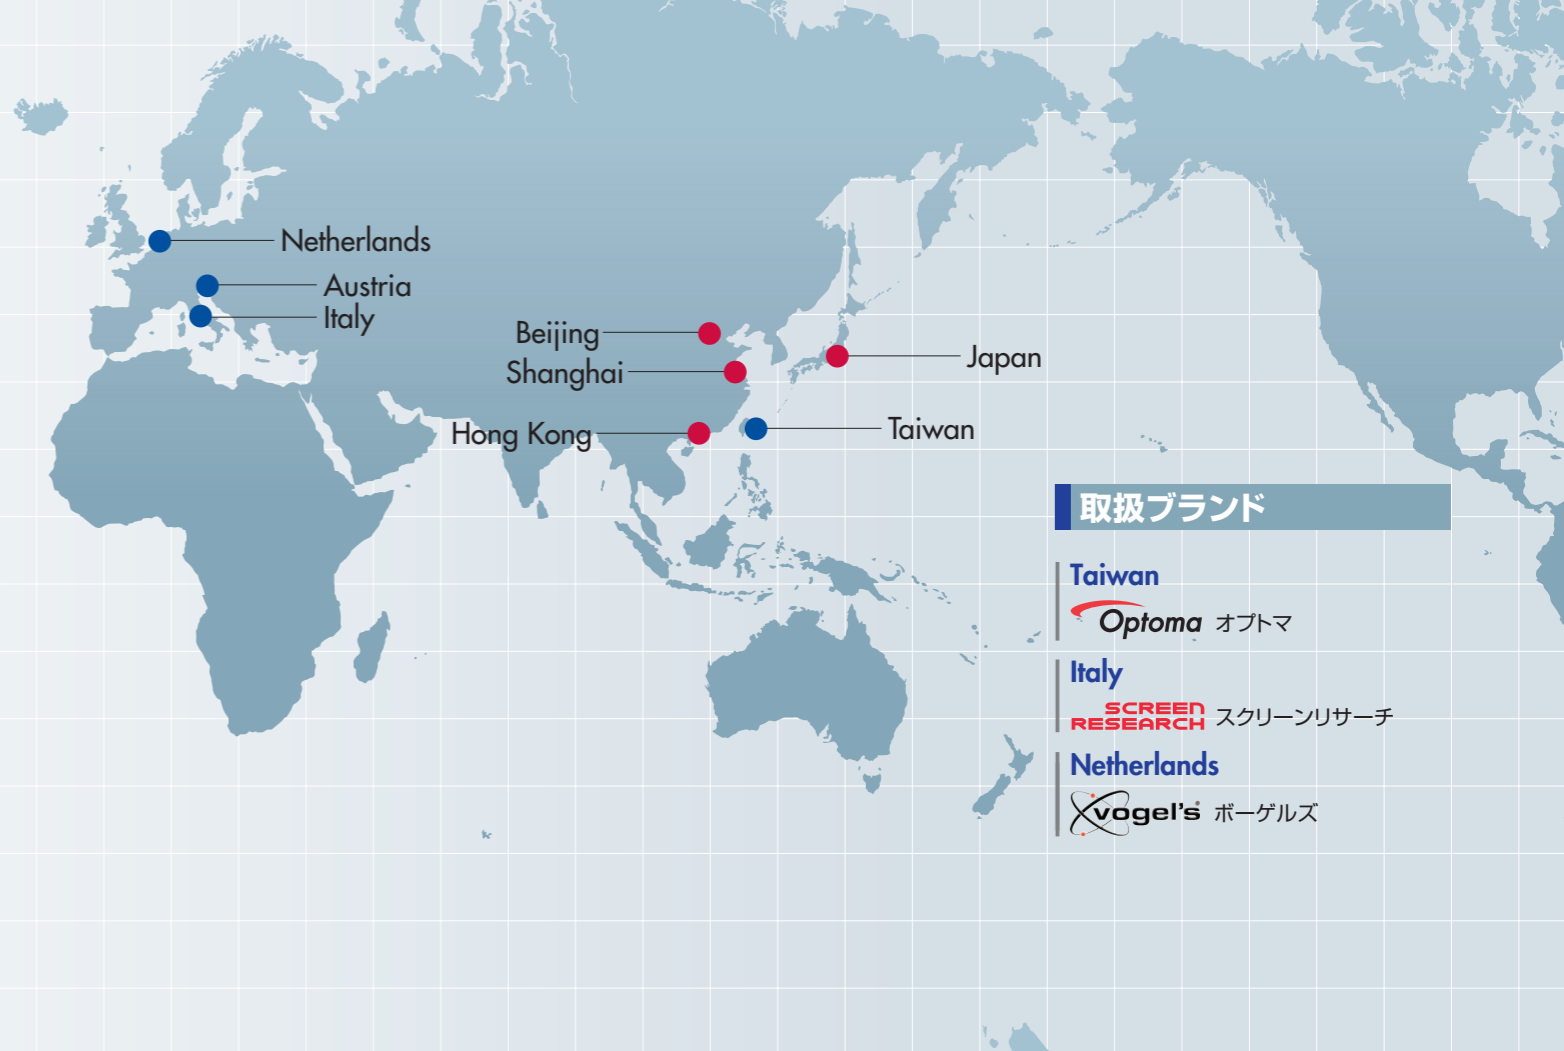 Netherlands
Austria
Italy
Beijing
Shanghai
Japan
Hong Kong
Taiwan
取扱ブランド
Taiwan
Optoma オプトマ
Italy
SCREEN
RESEARCH スクリーンリサーチ
Netherlands
vogel's ボーゲルズ